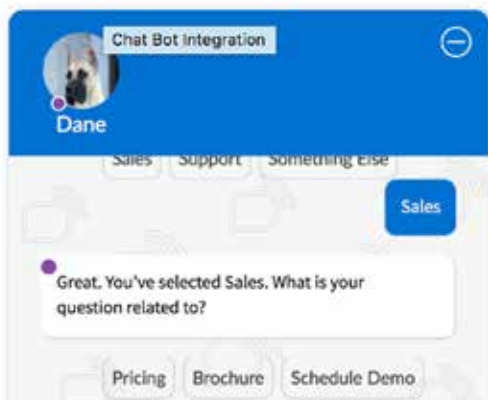 Chat Bot Integration
Dane
Sales Support Something Else
Sales
Great. You've selected Sales. What is your
question related to?
Pricing Brochure Schedule Demo